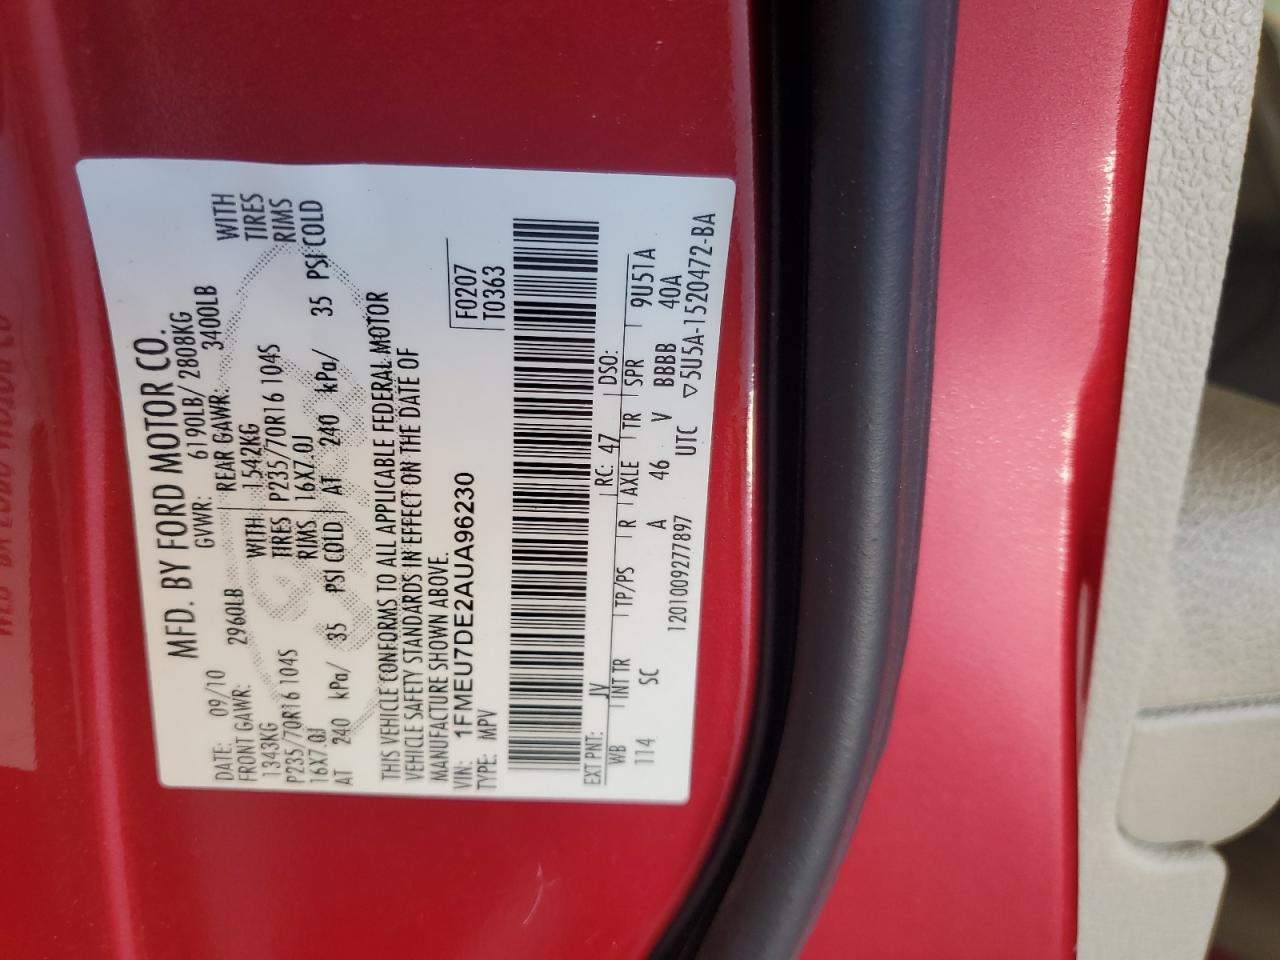 MFD. BY FORD MOTOR CO.
DATE: 09/10 GVWR: 6190LB/ 2808KG
FRONT GAWR: 2960LB REAR GAWR: 3400LB
1343KG WITH 1542KG WITH
P235/70R16 104S TIRES P235/70R16 104S TIRES
16X7.0J RIMS 16X7.0J RIMS
AT 240 kPa/ 35 PSI COLD AT 240 kPa/ 35 PSI COLD
THIS VEHICLE CONFORMS TO ALL APPLICABLE FEDERAL MOTOR
VEHICLE SAFETY STANDARDS IN EFFECT ON THE DATE OF
MANUFACTURE SHOWN ABOVE.
VIN: 1FMEU7DE2AUA96230 F0207
TYPE: MPV T0363
EXT PNT: JV RC: 47 DSO:
WB INT TR TP/PS R AXLE TR SPR 9U51A
114 SC A 46 V BBBB 40A
1201009277897 UTC ▽5U5A-1520472-BA